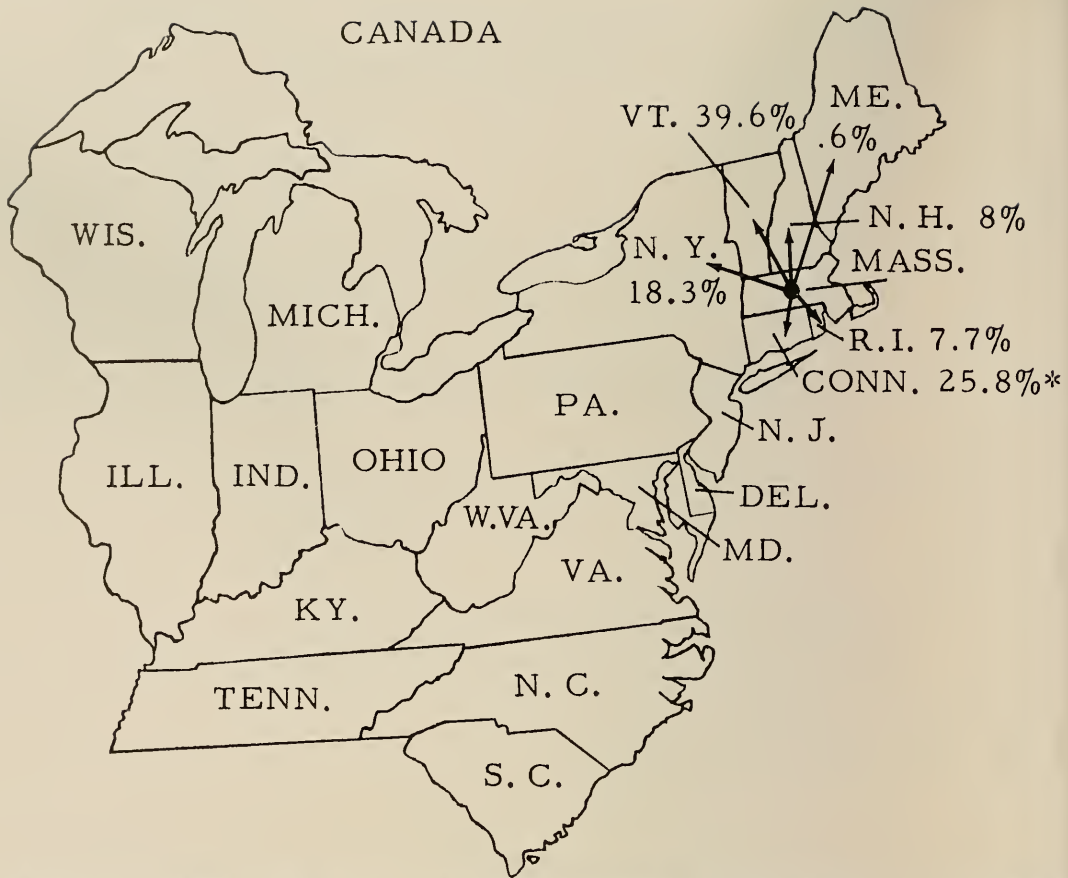 CANADA
ME.
VT. 39.6%
.6%
WIS.
N. H. 8%
N. Y.
MASS.
18.3%
MICH.
R.I. 7.7%
CONN. 25.8%*
PA.
N. J.
ILL.
IND.
OHIO
DEL.
W.VA.
MD.
VA.
KY.
TENN.
N. C.
S. C.